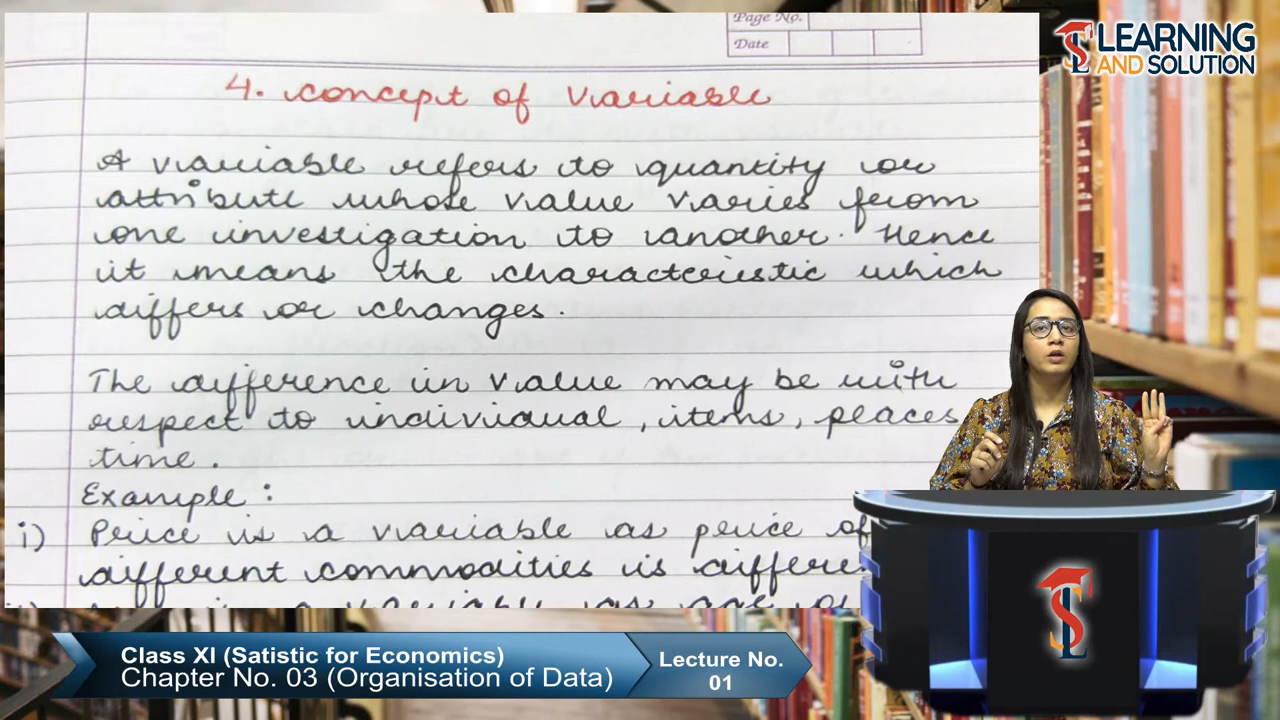 Page No.
Date
4. concept of variable
A variable refers to quantity or
attribute whose value varies from
one investigation to another. Hence
it means the characteristic which
differs or changes.
The difference in value may be with
respect to individual, items, places
time.
Example :
i) Price is a variable as price of
different commodities is differe
LEARNING
AND SOLUTION
Class XI (Satistic for Economics)
Chapter No. 03 (Organisation of Data)
Lecture No.
01